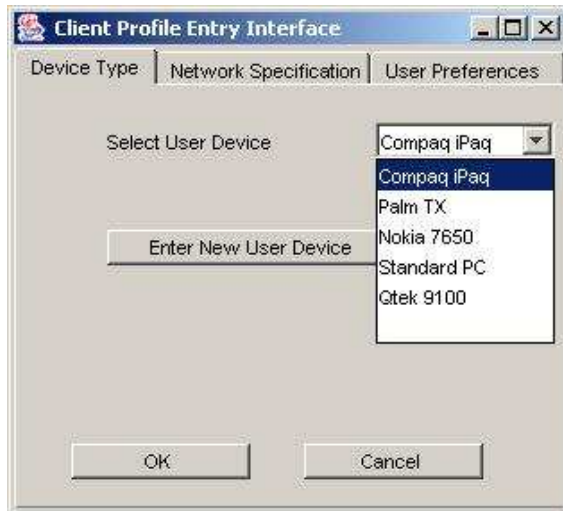 Client Profile Entry Interface
Device Type Network Specification User Preferences
Select User Device Compaq iPaq
Compaq iPaq
Palm TX
Nokia 7650
Enter New User Device
Standard PC
Qtek 9100
OK Cancel